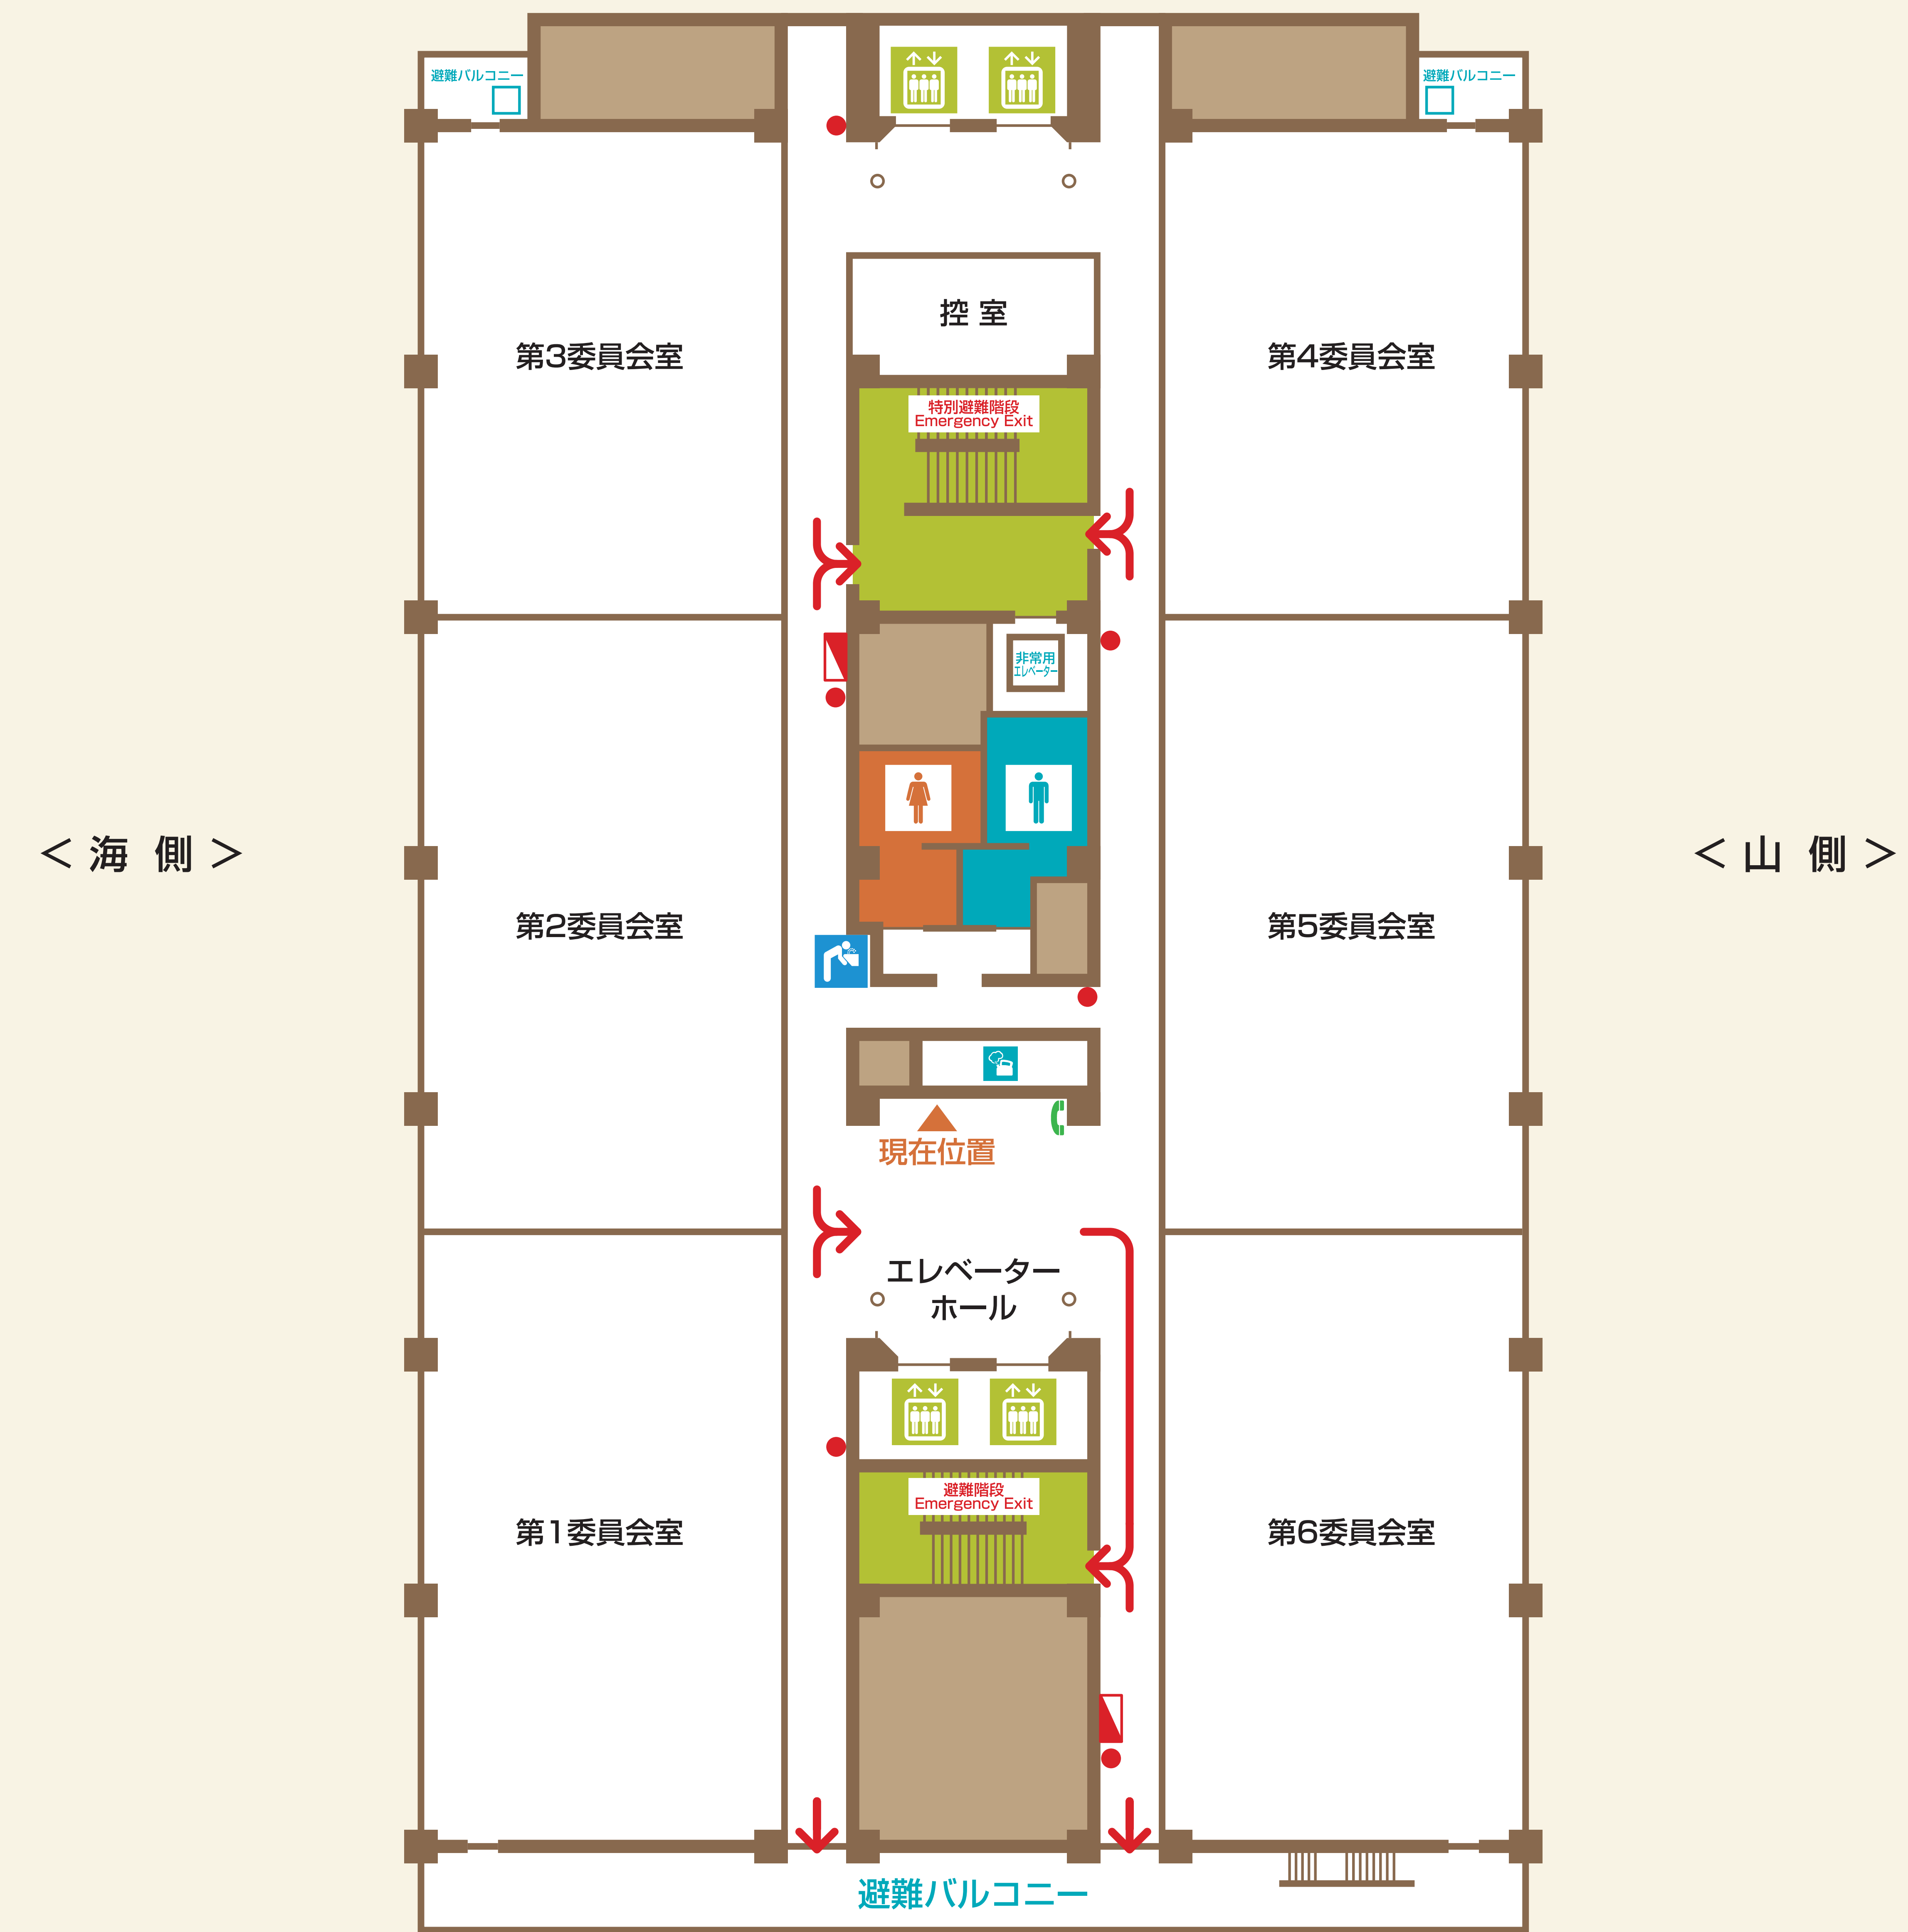 避難バルコニー
避難バルコニー
控 室
第3委員会室
第4委員会室
特別避難階段
Emergency Exit
非常用
エレベーター
＜ 海 側 ＞
＜ 山 側 ＞
第2委員会室
第5委員会室
現在位置
エレベーター
ホール
避難階段
Emergency Exit
第1委員会室
第6委員会室
避難バルコニー